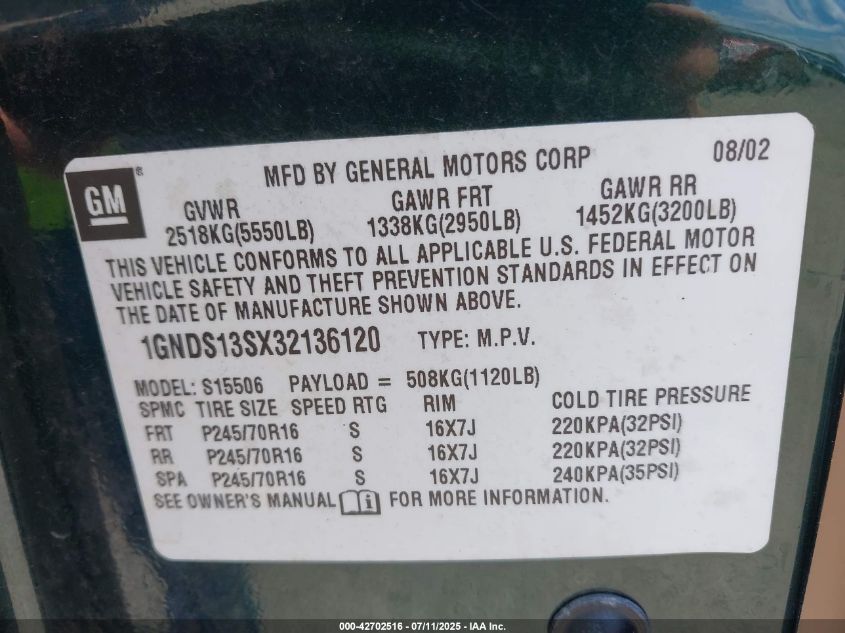 MFD BY GENERAL MOTORS CORP 08/02
GM ®
GVWR GAWR FRT GAWR RR
2518KG(5550LB) 1338KG(2950LB) 1452KG(3200LB)
THIS VEHICLE CONFORMS TO ALL APPLICABLE U.S. FEDERAL MOTOR
VEHICLE SAFETY AND THEFT PREVENTION STANDARDS IN EFFECT ON
THE DATE OF MANUFACTURE SHOWN ABOVE.
1GNDS13SX32136120 TYPE: M.P.V.
MODEL: S15506 PAYLOAD = 508KG(1120LB)
SPMC TIRE SIZE SPEED RTG RIM COLD TIRE PRESSURE
FRT P245/70R16 S 16X7J 220KPA(32PSI)
RR P245/70R16 S 16X7J 220KPA(32PSI)
SPA P245/70R16 S 16X7J 240KPA(35PSI)
SEE OWNER'S MANUAL i FOR MORE INFORMATION.
000-42702516 - 07/11/2025 - IAA Inc.